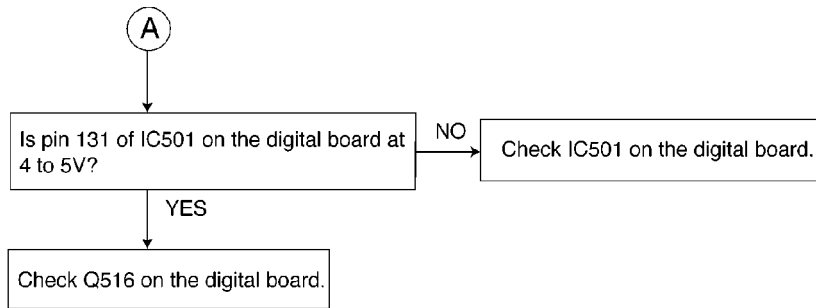 A
Is pin 131 of IC501 on the digital board at
4 to 5V?
NO
Check IC501 on the digital board.
YES
Check Q516 on the digital board.